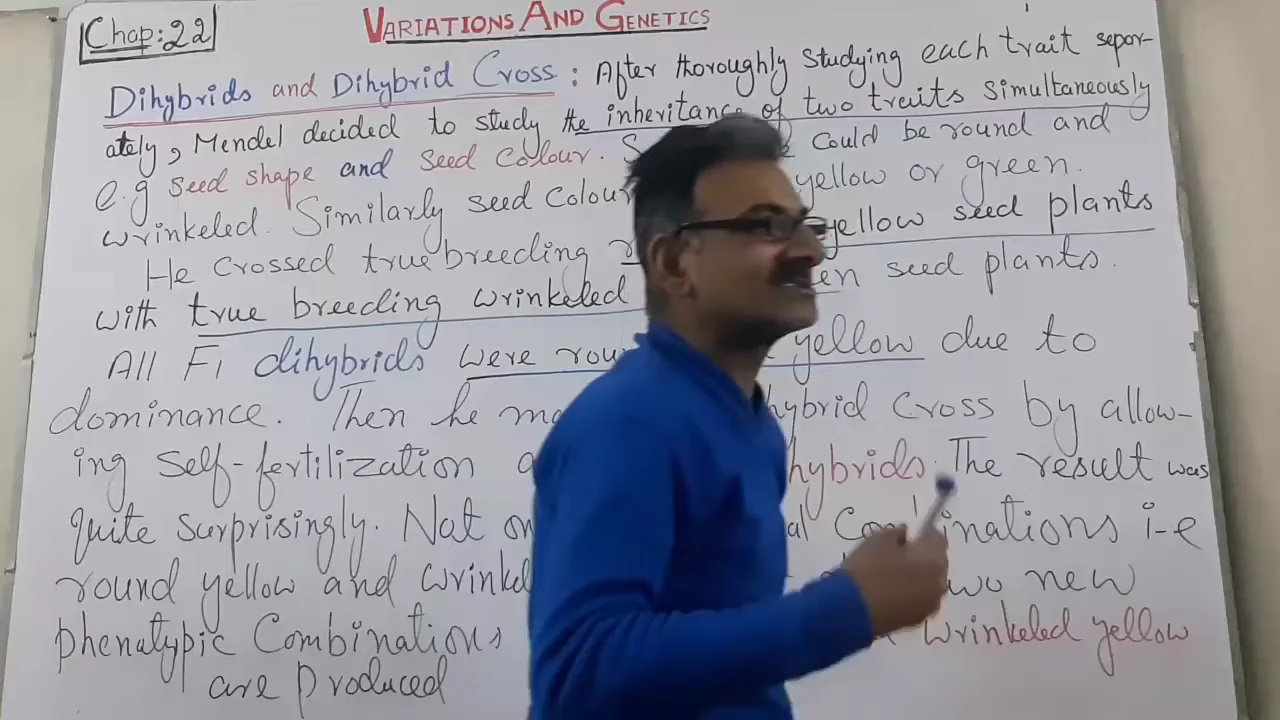 Chap:22
VARIATIONS AND GENETICS
Dihybrids and Dihybrid Cross : After thoroughly studying each trait separ-
ately, Mendel decided to study the inheritance of two traits simultaneously
e.g seed shape and seed colour. could be round and
wrinkeled. Similarly seed colour yellow or green.
He crossed true breeding yellow seed plants
with true breeding wrinkeled seed plants.
All F1 dihybrids were yellow due to
dominance. Then he cross by allow-
ing self-fertilization hybrids. The result was
quite surprisingly. Not Combinations i-e
round yellow and two new
phenatypic Combinations wrinkeled yellow
are produced